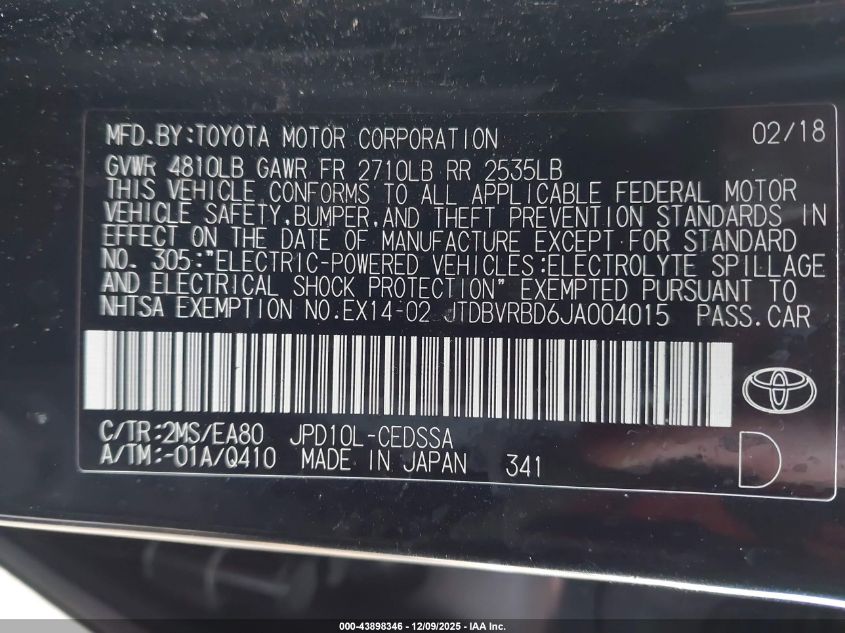 MFD.BY:TOYOTA MOTOR CORPORATION 02/18
GVWR 4810LB GAWR FR 2710LB RR 2535LB
THIS VEHICLE CONFORMS TO ALL APPLICABLE FEDERAL MOTOR
VEHICLE SAFETY,BUMPER,AND THEFT PREVENTION STANDARDS IN
EFFECT ON THE DATE OF MANUFACTURE EXCEPT FOR STANDARD
NO. 305:"ELECTRIC-POWERED VEHICLES:ELECTROLYTE SPILLAGE
AND ELECTRICAL SHOCK PROTECTION" EXEMPTED PURSUANT TO
NHTSA EXEMPTION NO.EX14-02 JTDBVRBD6JA004015 PASS.CAR
C/TR:2MS/EA80 JPD10L-CEDSSA
A/TM:-01A/Q410 MADE IN JAPAN 341
D
000-43898346 | 12/09/2025 | IAA Inc.